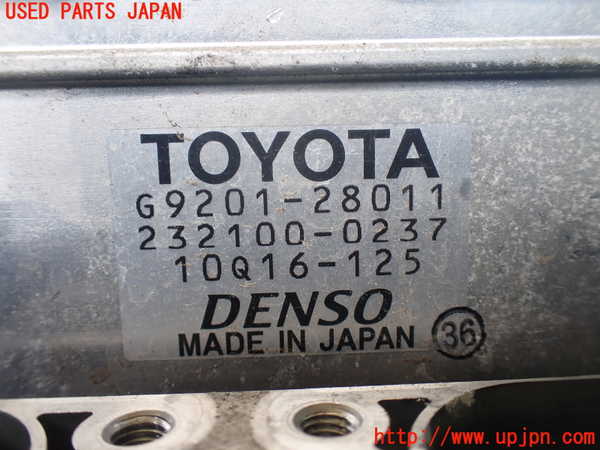 USED PARTS JAPAN
TOYOTA
G9201-28011
232100-0237
10Q16-125
DENSO
MADE IN JAPAN 36
http://www.upjpn.com/